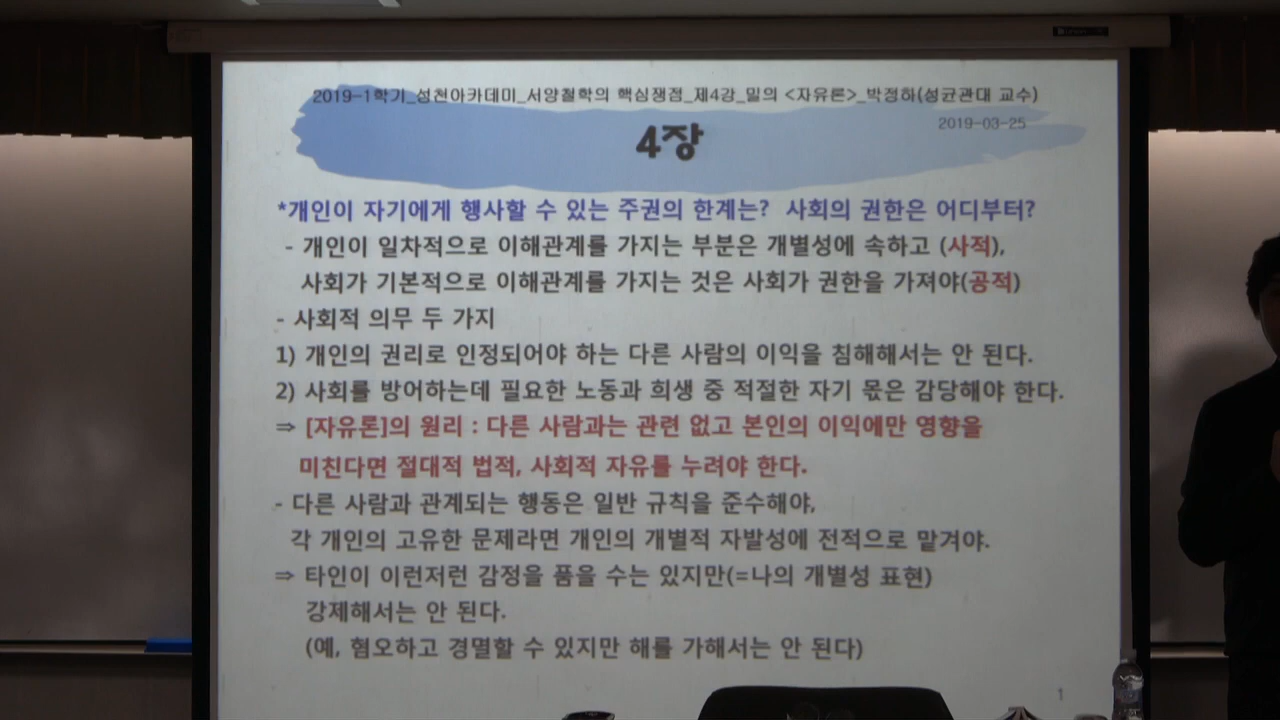 2019-1학기_성천아카데미_서양철학의 핵심쟁점_제4강_밀의 <자유론>_박정하(성균관대 교수)
2019-03-25
4장
*개인이 자기에게 행사할 수 있는 주권의 한계는? 사회의 권한은 어디부터?
- 개인이 일차적으로 이해관계를 가지는 부분은 개별성에 속하고 (사적),
사회가 기본적으로 이해관계를 가지는 것은 사회가 권한을 가져야(공적)
- 사회적 의무 두 가지
1) 개인의 권리로 인정되어야 하는 다른 사람의 이익을 침해해서는 안 된다.
2) 사회를 방어하는데 필요한 노동과 희생 중 적절한 자기 몫은 감당해야 한다.
⇒ [자유론]의 원리 : 다른 사람과는 관련 없고 본인의 이익에만 영향을
미친다면 절대적 법적, 사회적 자유를 누려야 한다.
- 다른 사람과 관계되는 행동은 일반 규칙을 준수해야,
각 개인의 고유한 문제라면 개인의 개별적 자발성에 전적으로 맡겨야.
⇒ 타인이 이런저런 감정을 품을 수는 있지만(=나의 개별성 표현)
강제해서는 안 된다.
(예, 혐오하고 경멸할 수 있지만 해를 가해서는 안 된다)
1